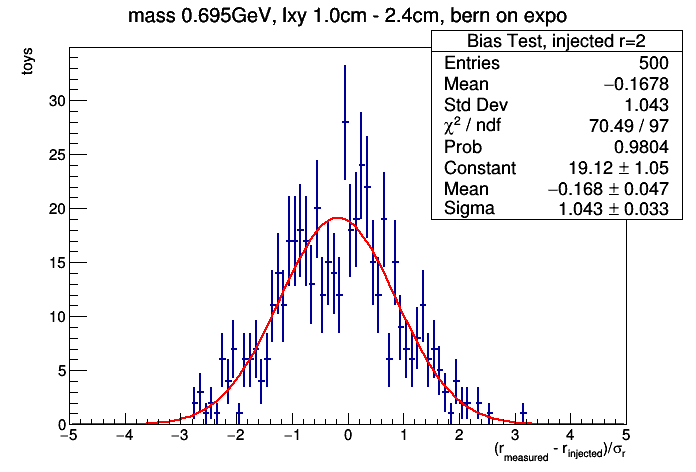 mass 0.695GeV, lxy 1.0cm - 2.4cm, bern on expo
toys
Bias Test, injected r=2
Entries 500
Mean −0.1678
Std Dev 1.043
χ² / ndf 70.49 / 97
Prob 0.9804
Constant 19.12 ± 1.05
Mean −0.168 ± 0.047
Sigma 1.043 ± 0.033
30
25
20
15
10
5
0
−5 −4 −3 −2 −1 0 1 2 3 4 5
(r_measured - r_injected)/σ_r